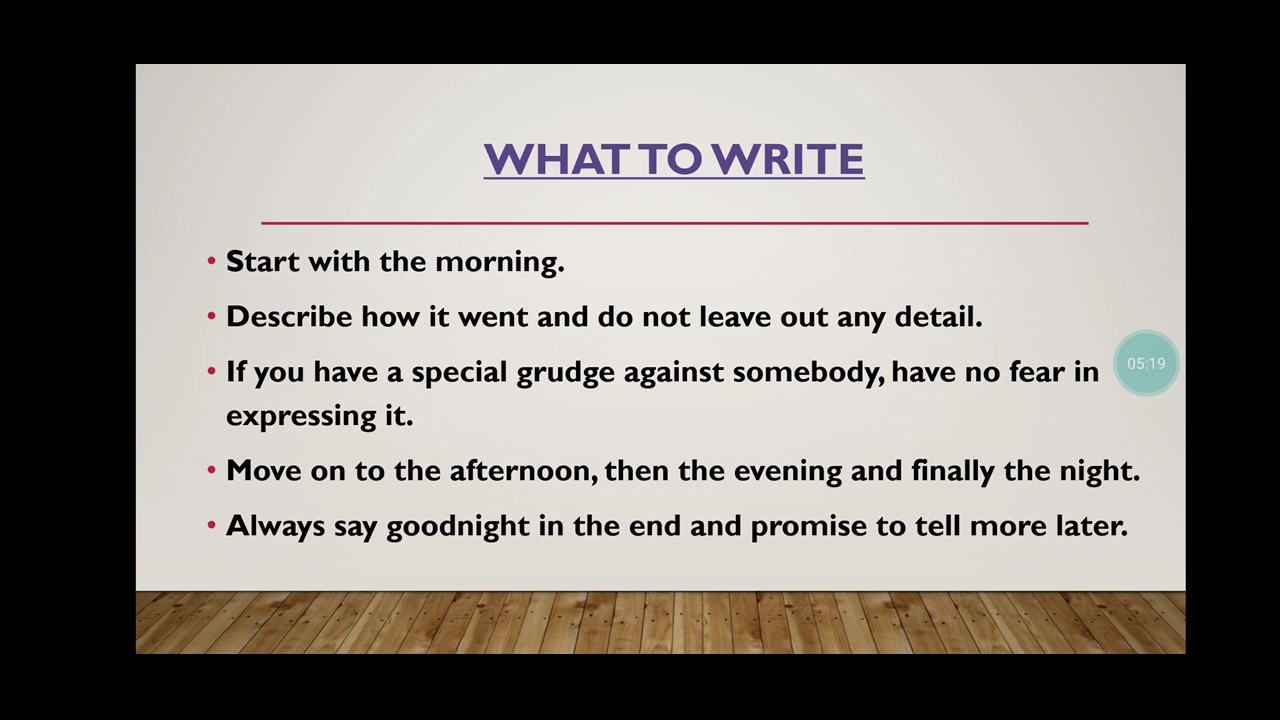 WHAT TO WRITE
• Start with the morning.
• Describe how it went and do not leave out any detail.
• If you have a special grudge against somebody, have no fear in
expressing it.
• Move on to the afternoon, then the evening and finally the night.
• Always say goodnight in the end and promise to tell more later.
05:19